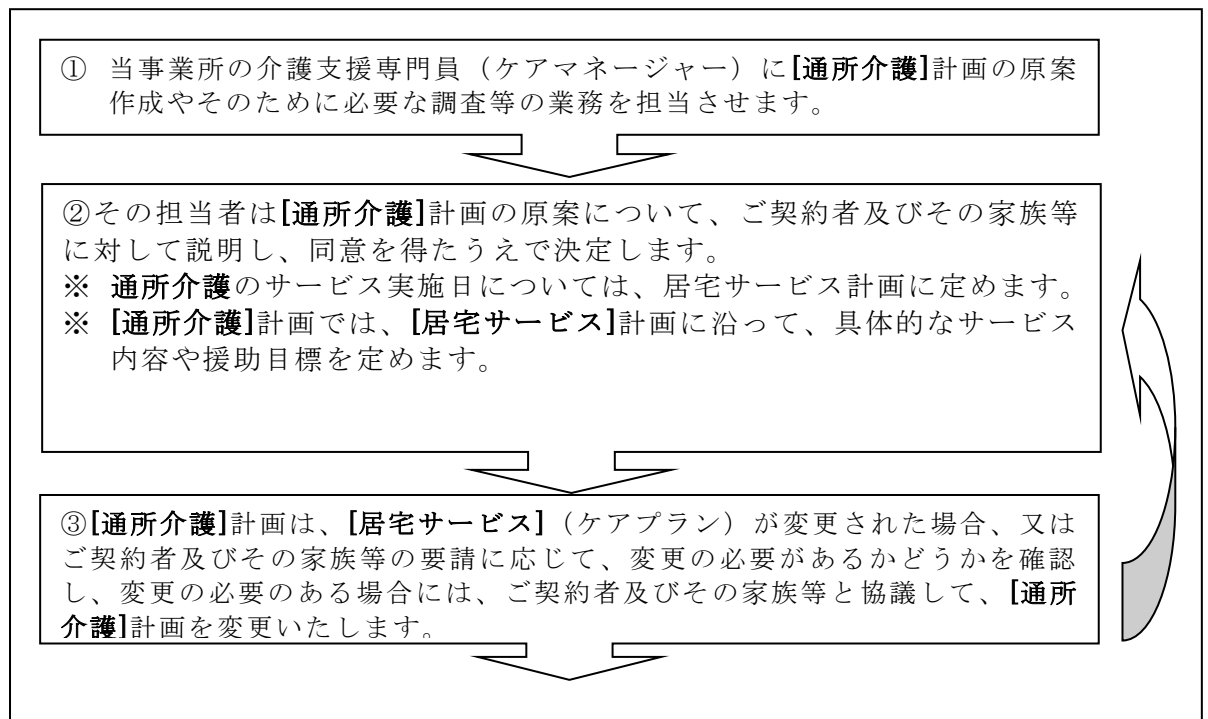 ① 当事業所の介護支援専門員（ケアマネージャー）に[通所介護]計画の原案
作成やそのために必要な調査等の業務を担当させます。
②その担当者は[通所介護]計画の原案について、ご契約者及びその家族等
に対して説明し、同意を得たうえで決定します。
※ 通所介護のサービス実施日については、居宅サービス計画に定めます。
※ [通所介護]計画では、[居宅サービス]計画に沿って、具体的なサービス
内容や援助目標を定めます。
③[通所介護]計画は、[居宅サービス]（ケアプラン）が変更された場合、又は
ご契約者及びその家族等の要請に応じて、変更の必要があるかどうかを確認
し、変更の必要のある場合には、ご契約者及びその家族等と協議して、[通所
介護]計画を変更いたします。